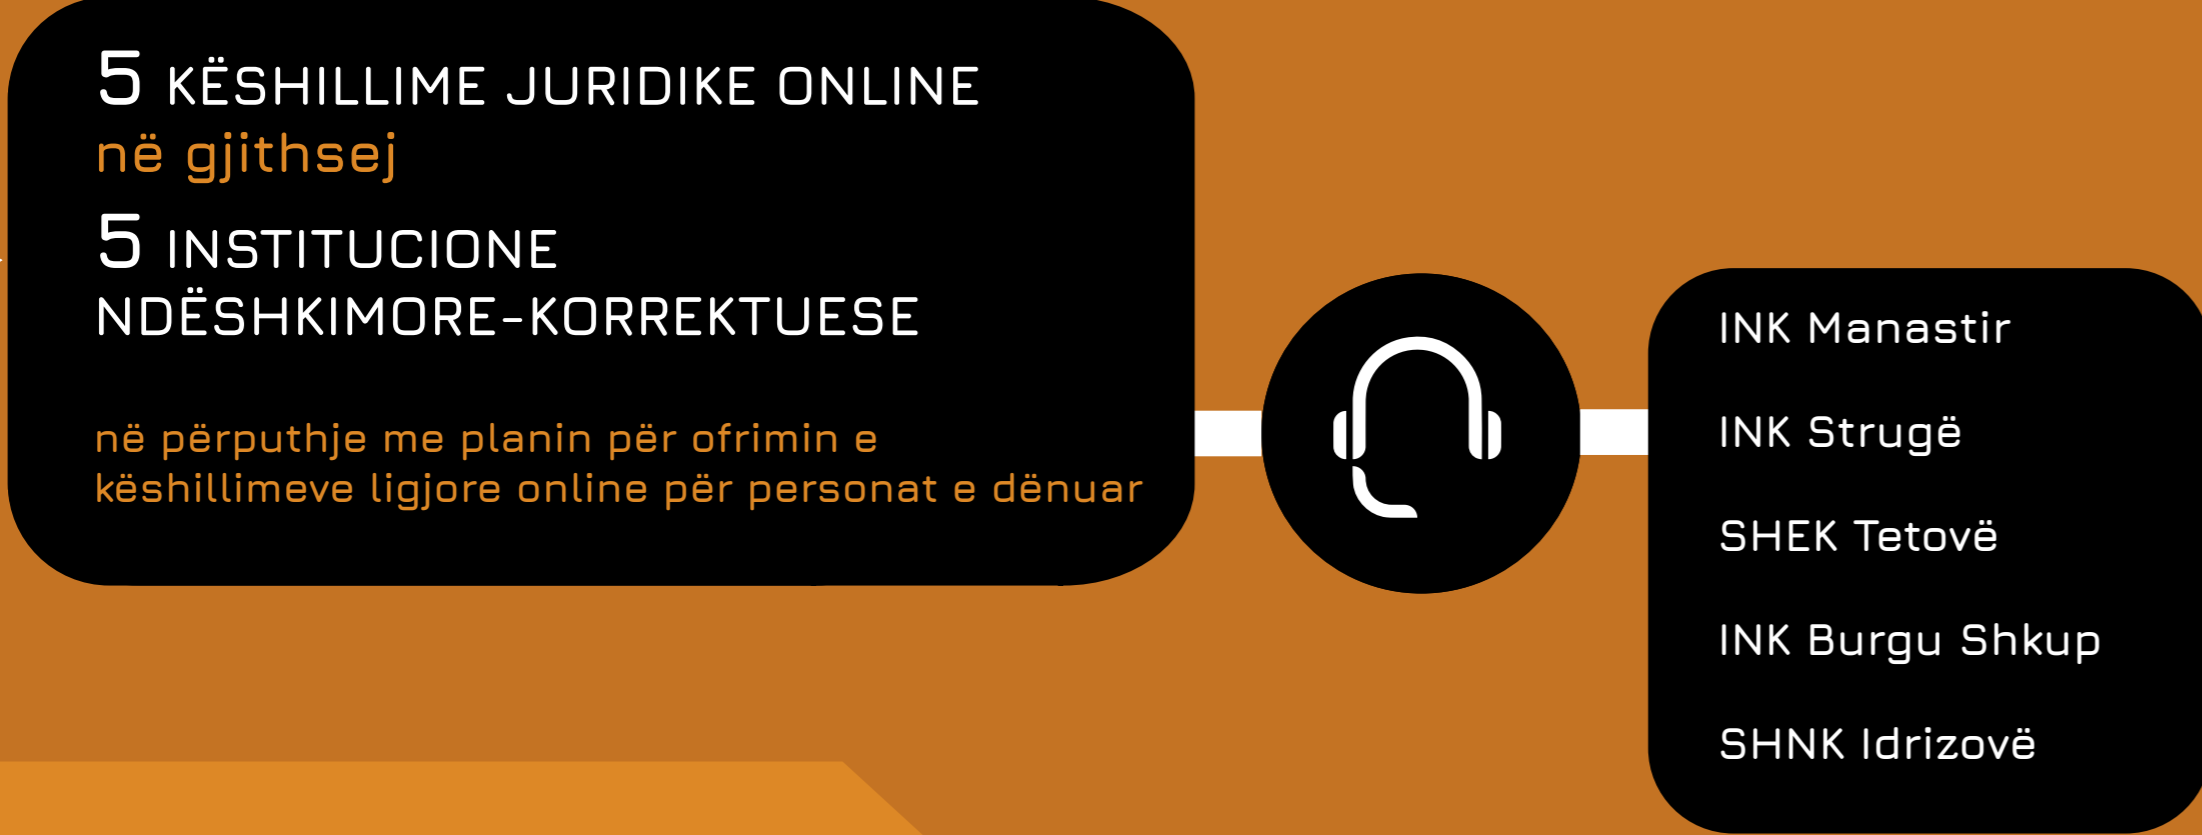 5 KËSHILLIME JURIDIKE ONLINE
në gjithsej
5 INSTITUCIONE
NDËSHKIMORE-KORREKTUESE
në përputhje me planin për ofrimin e
këshillimeve ligjore online për personat e dënuar
INK Manastir
INK Strugë
SHEK Tetovë
INK Burgu Shkup
SHNK Idrizovë